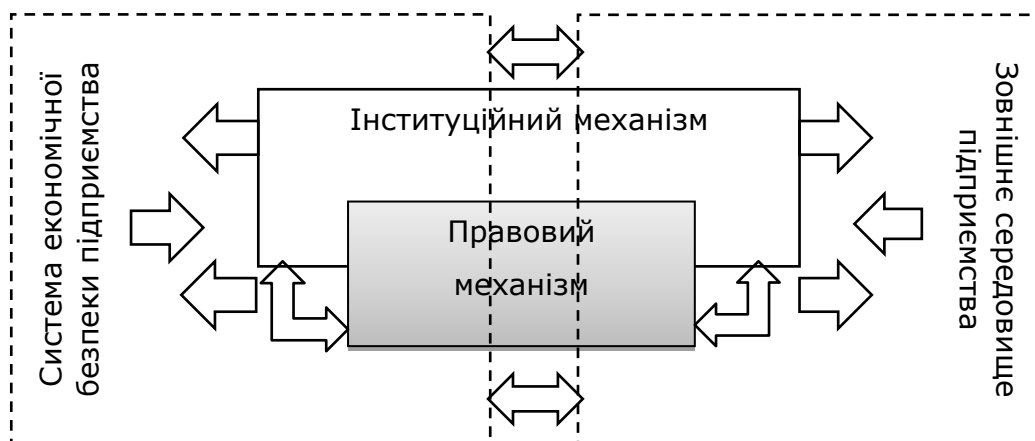 Система економічної
безпеки підприємства
Інституційний механізм
Правовий
механізм
Зовнішнє середовище
підприємства